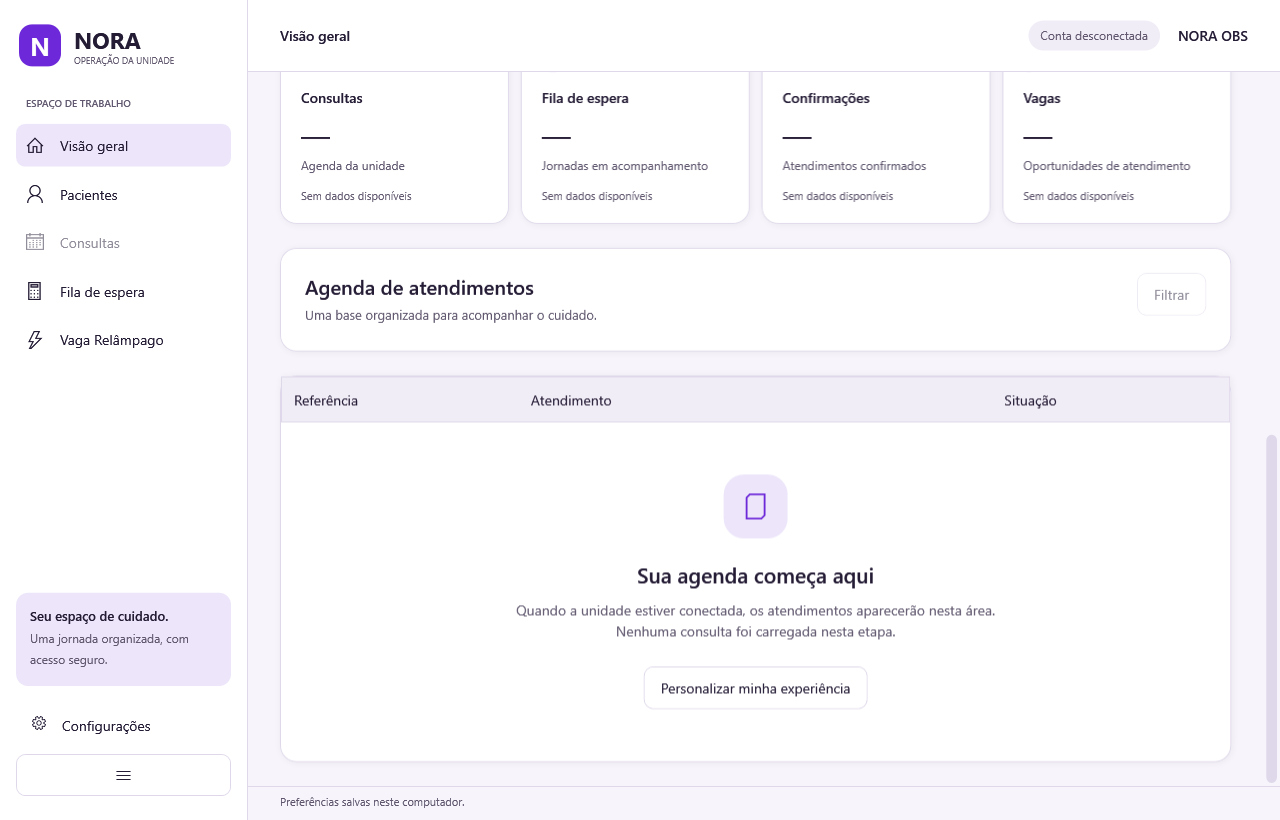 N
NORA
OPERAÇÃO DA UNIDADE
ESPAÇO DE TRABALHO
Visão geral
Pacientes
Consultas
Fila de espera
Vaga Relâmpago
Seu espaço de cuidado.
Uma jornada organizada, com
acesso seguro.
Configurações
Visão geral
Conta desconectada
NORA OBS
Consultas
—
Agenda da unidade
Sem dados disponíveis
Fila de espera
—
Jornadas em acompanhamento
Sem dados disponíveis
Confirmações
—
Atendimentos confirmados
Sem dados disponíveis
Vagas
—
Oportunidades de atendimento
Sem dados disponíveis
Agenda de atendimentos
Uma base organizada para acompanhar o cuidado.
Filtrar
Referência Atendimento Situação
Sua agenda começa aqui
Quando a unidade estiver conectada, os atendimentos aparecerão nesta área.
Nenhuma consulta foi carregada nesta etapa.
Personalizar minha experiência
Preferências salvas neste computador.